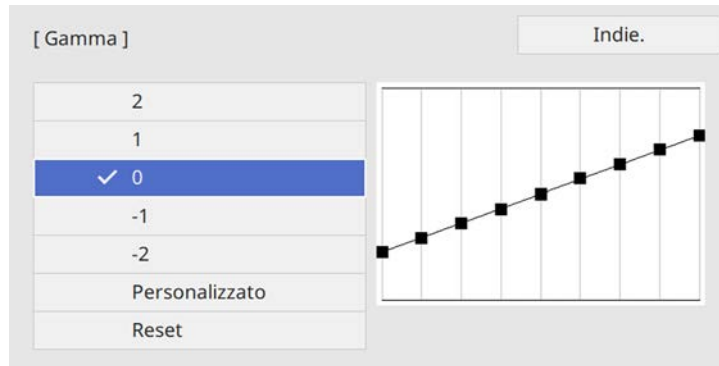 [ Gamma ]
Indie.
2
1
0
-1
-2
Personalizzato
Reset